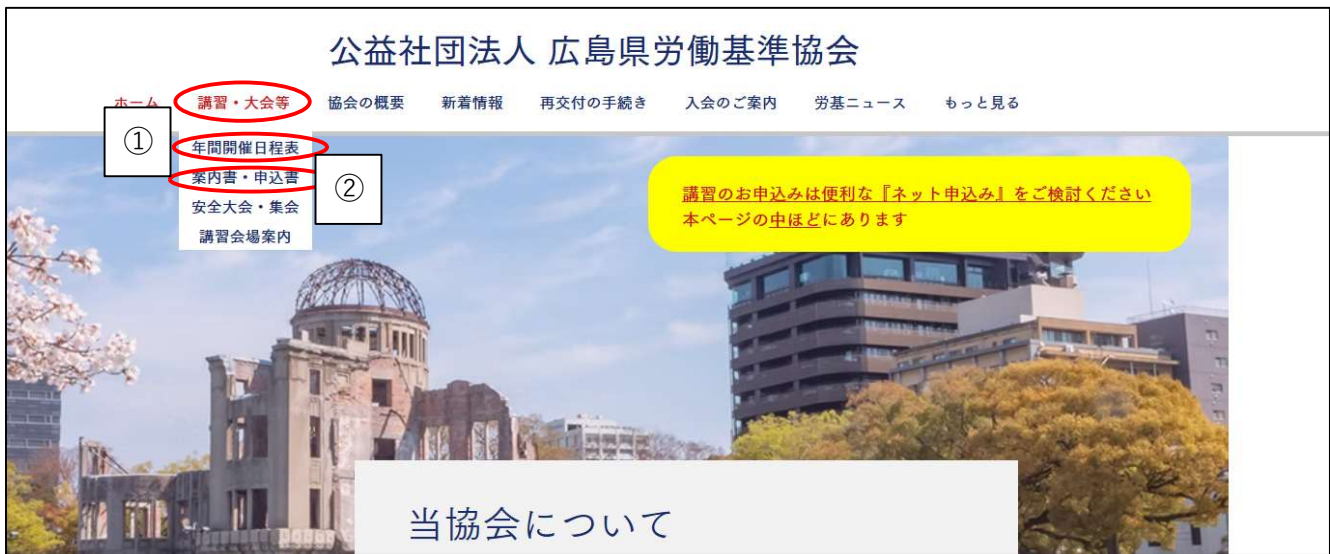 公益社団法人 広島県労働基準協会
ホーム 講習・大会等 協会の概要 新着情報 再交付の手続き 入会のご案内 労基ニュース もっと見る
①
年間開催日程表
案内書・申込書
②
安全大会・集会
講習会場案内
講習のお申込みは便利な『ネット申込み』をご検討ください
本ページの中ほどにあります
当協会について